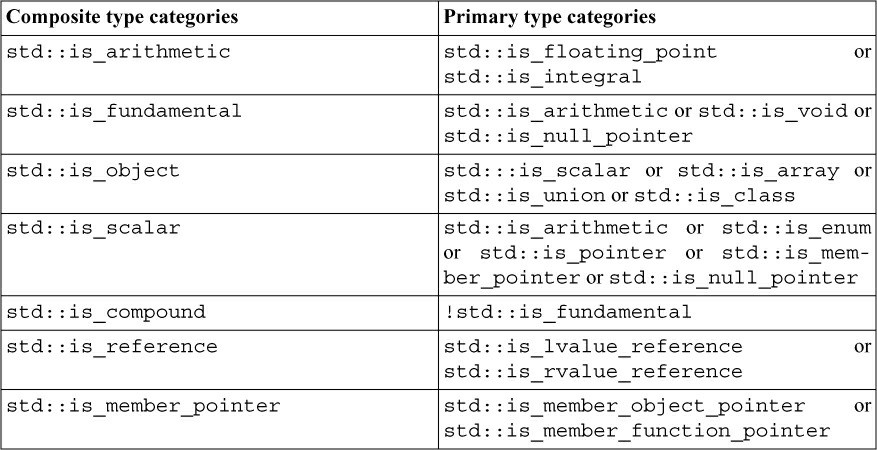 Composite type categories Primary type categories
std::is_arithmetic std::is_floating_point or
std::is_integral
std::is_fundamental std::is_arithmetic or std::is_void or
std::is_null_pointer
std::is_object std:::is_scalar or std::is_array or
std::is_union or std::is_class
std::is_scalar std::is_arithmetic or std::is_enum
or std::is_pointer or std::is_mem-
ber_pointer or std::is_null_pointer
std::is_compound !std::is_fundamental
std::is_reference std::is_lvalue_reference or
std::is_rvalue_reference
std::is_member_pointer std::is_member_object_pointer or
std::is_member_function_pointer